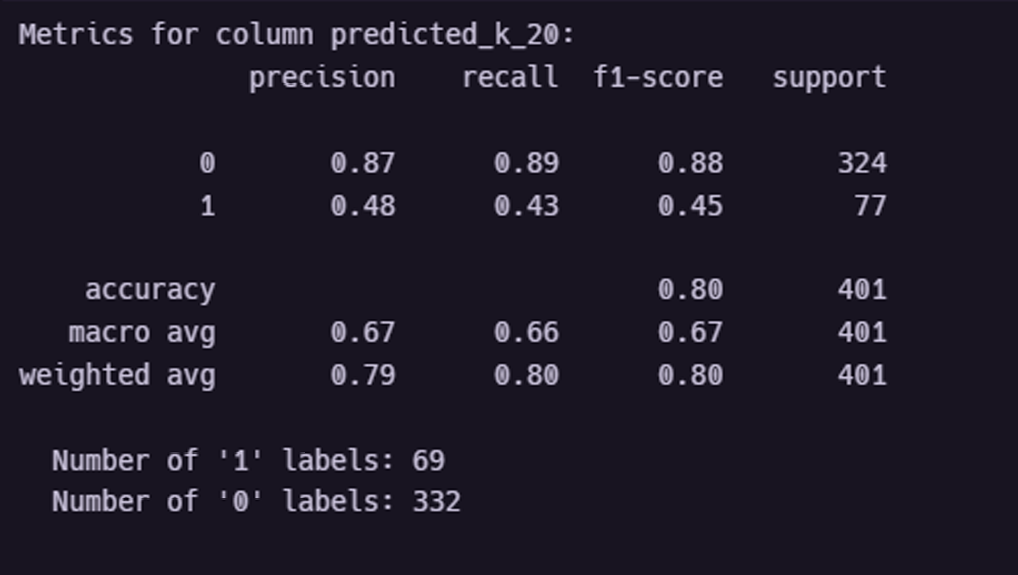 Metrics for column predicted_k_20:
precision recall f1-score support
0 0.87 0.89 0.88 324
1 0.48 0.43 0.45 77
accuracy 0.80 401
macro avg 0.67 0.66 0.67 401
weighted avg 0.79 0.80 0.80 401
Number of '1' labels: 69
Number of '0' labels: 332